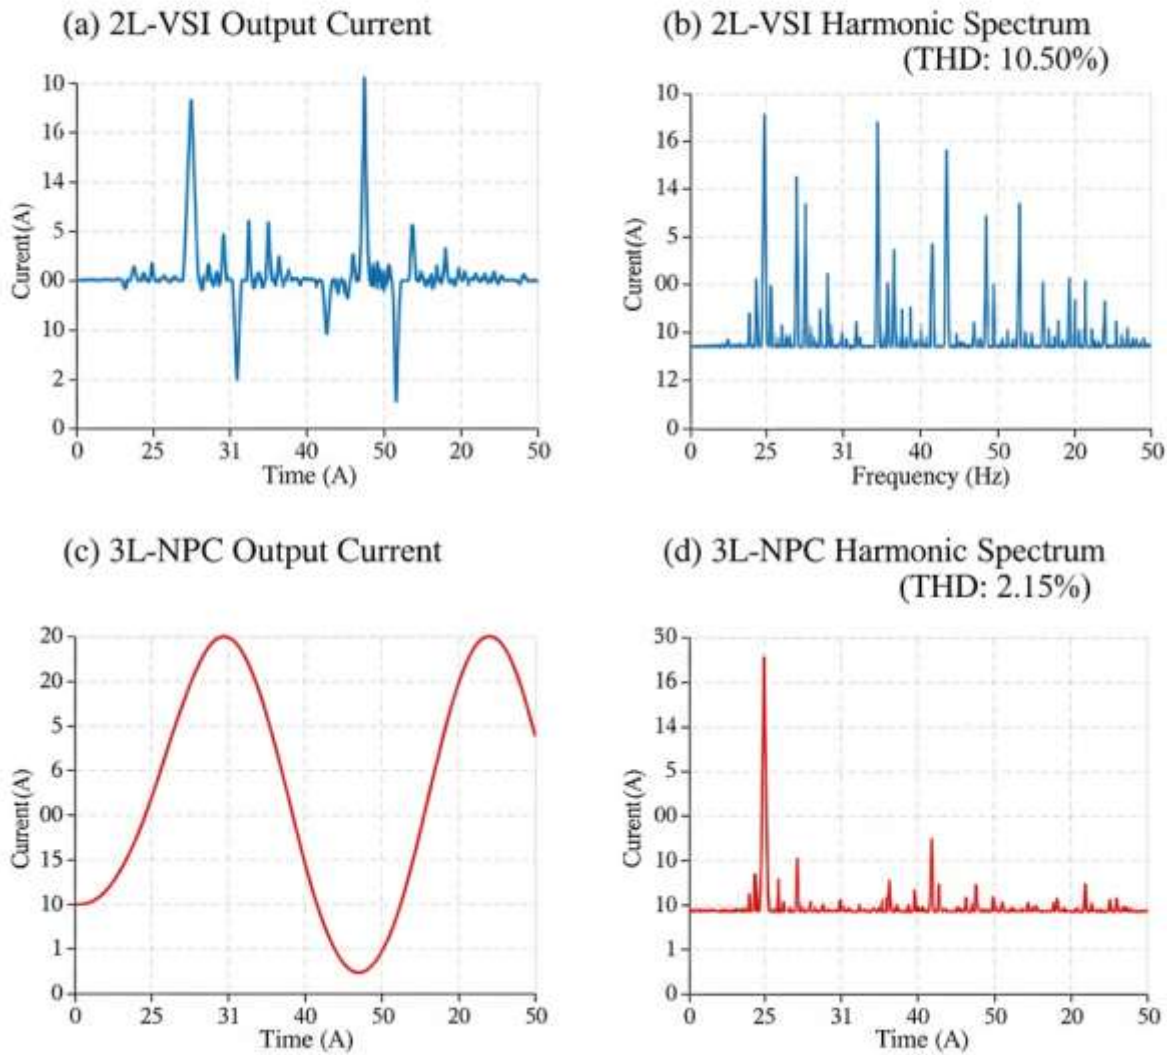 (a) 2L-VSI Output Current
10
16
14
5
00
10
2
0
Current(A)
0 25 31 40 50 20 50
Time (A)
(b) 2L-VSI Harmonic Spectrum
(THD: 10.50%)
10
16
14
5
00
10
12
0
Curent(A)
0 25 31 40 50 20 50
Frequency (Hz)
(c) 3L-NPC Output Current
20
20
5
6
00
15
10
1
0
Current(A)
0 25 31 40 50 20 50
Time (A)
(d) 3L-NPC Harmonic Spectrum
(THD: 2.15%)
50
16
14
5
00
10
10
1
0
Curent(A)
0 25 31 40 50 20 50
Time (A)